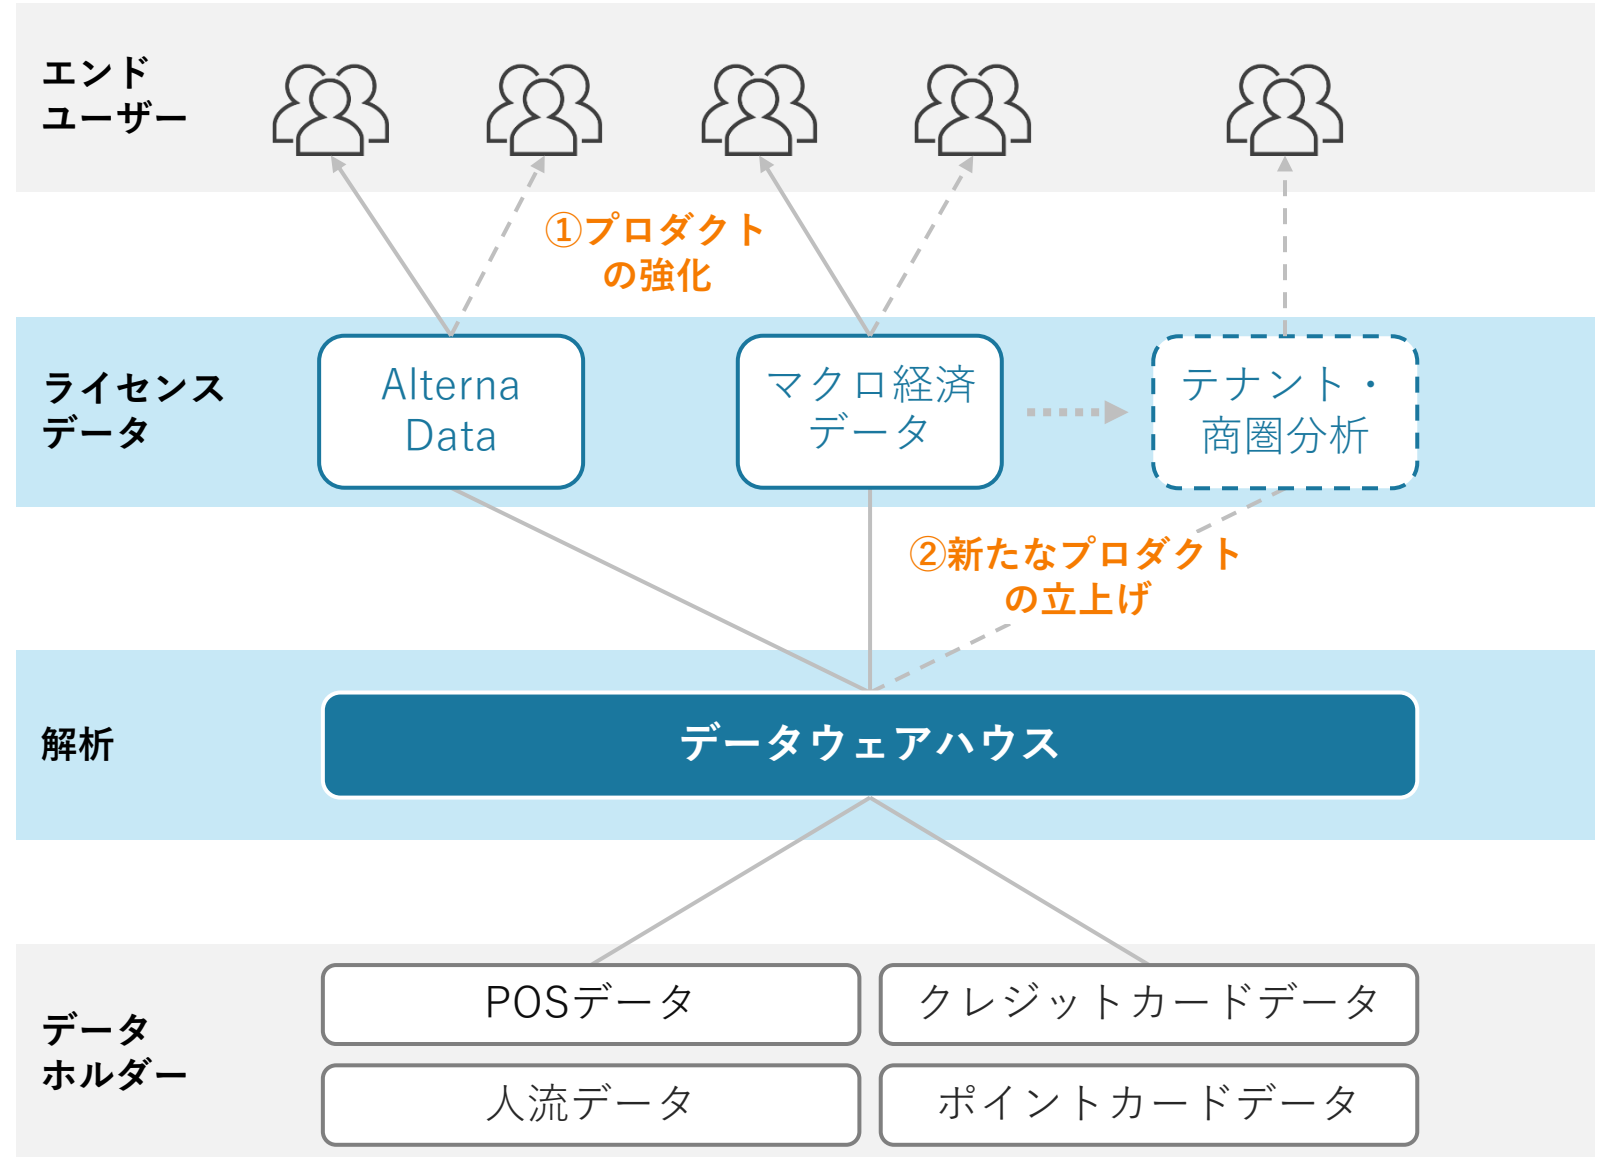 エンド
ユーザー
①プロダクト
の強化
ライセンス
データ
Alterna
Data
マクロ経済
データ
テナント・
商圏分析
②新たなプロダクト
の立上げ
解析
データウェアハウス
データ
ホルダー
POSデータ
クレジットカードデータ
人流データ
ポイントカードデータ